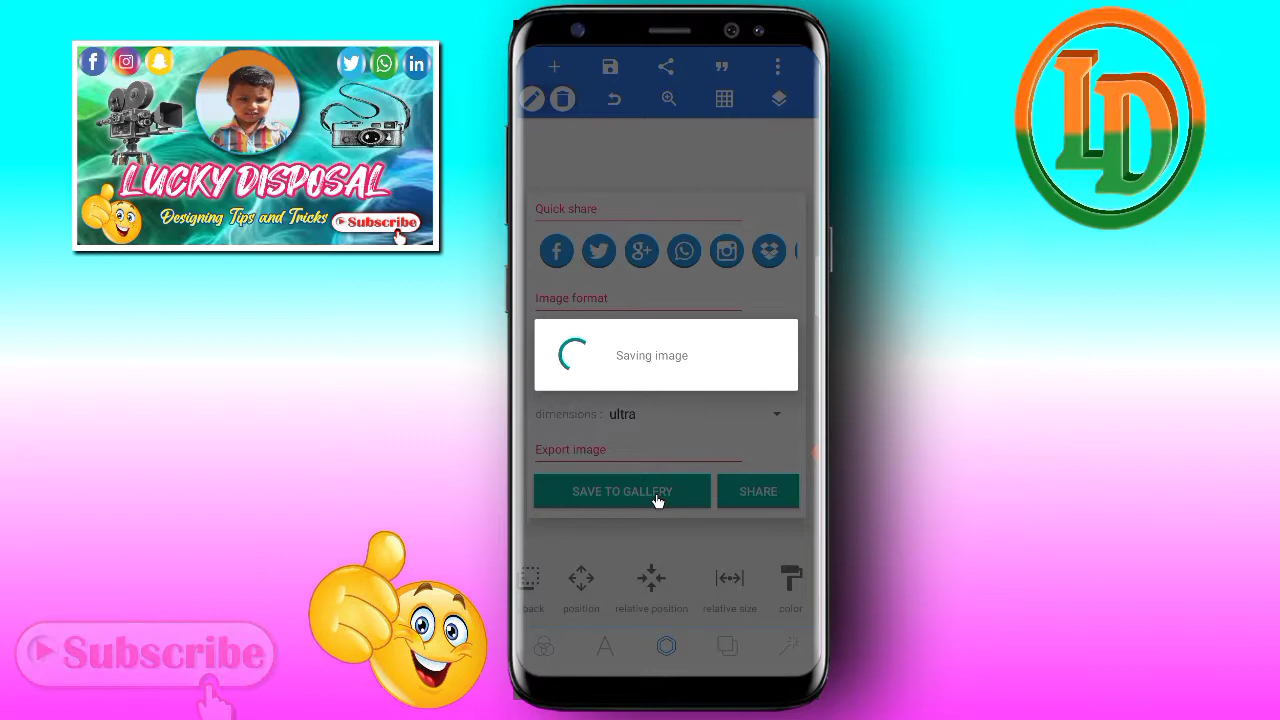 LUCKY DISPOSAL
Designing Tips and Tricks
Subscribe
LD
Quick share
Image format
Saving image
dimensions : ultra
Export image
SAVE TO GALLERY
SHARE
back
position
relative position
relative size
color
Subscribe